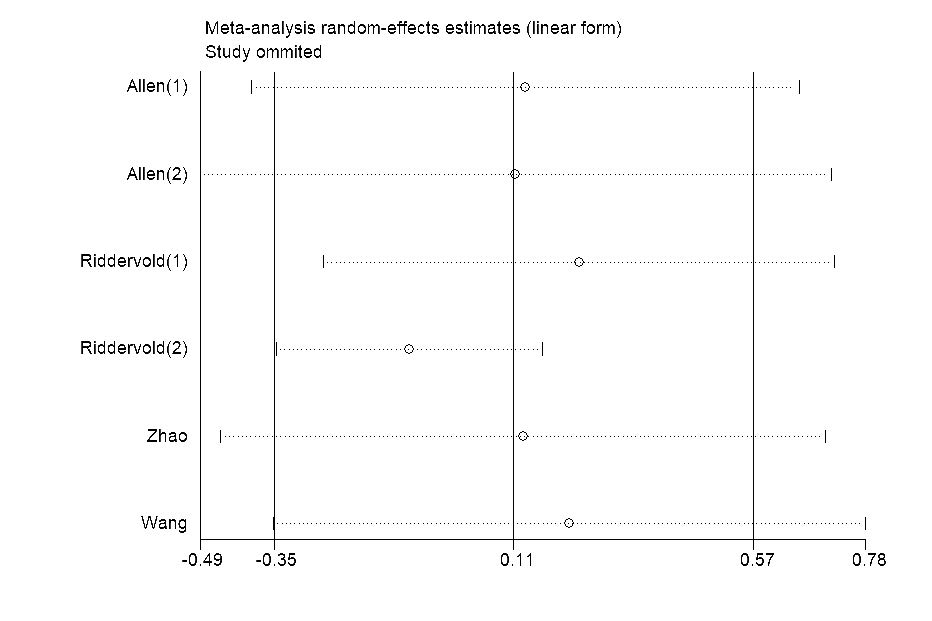 Meta-analysis random-effects estimates (linear form)
Study ommited
Allen(1)
Allen(2)
Riddervold(1)
Riddervold(2)
Zhao
Wang
-0.49 -0.35 0.11 0.57 0.78